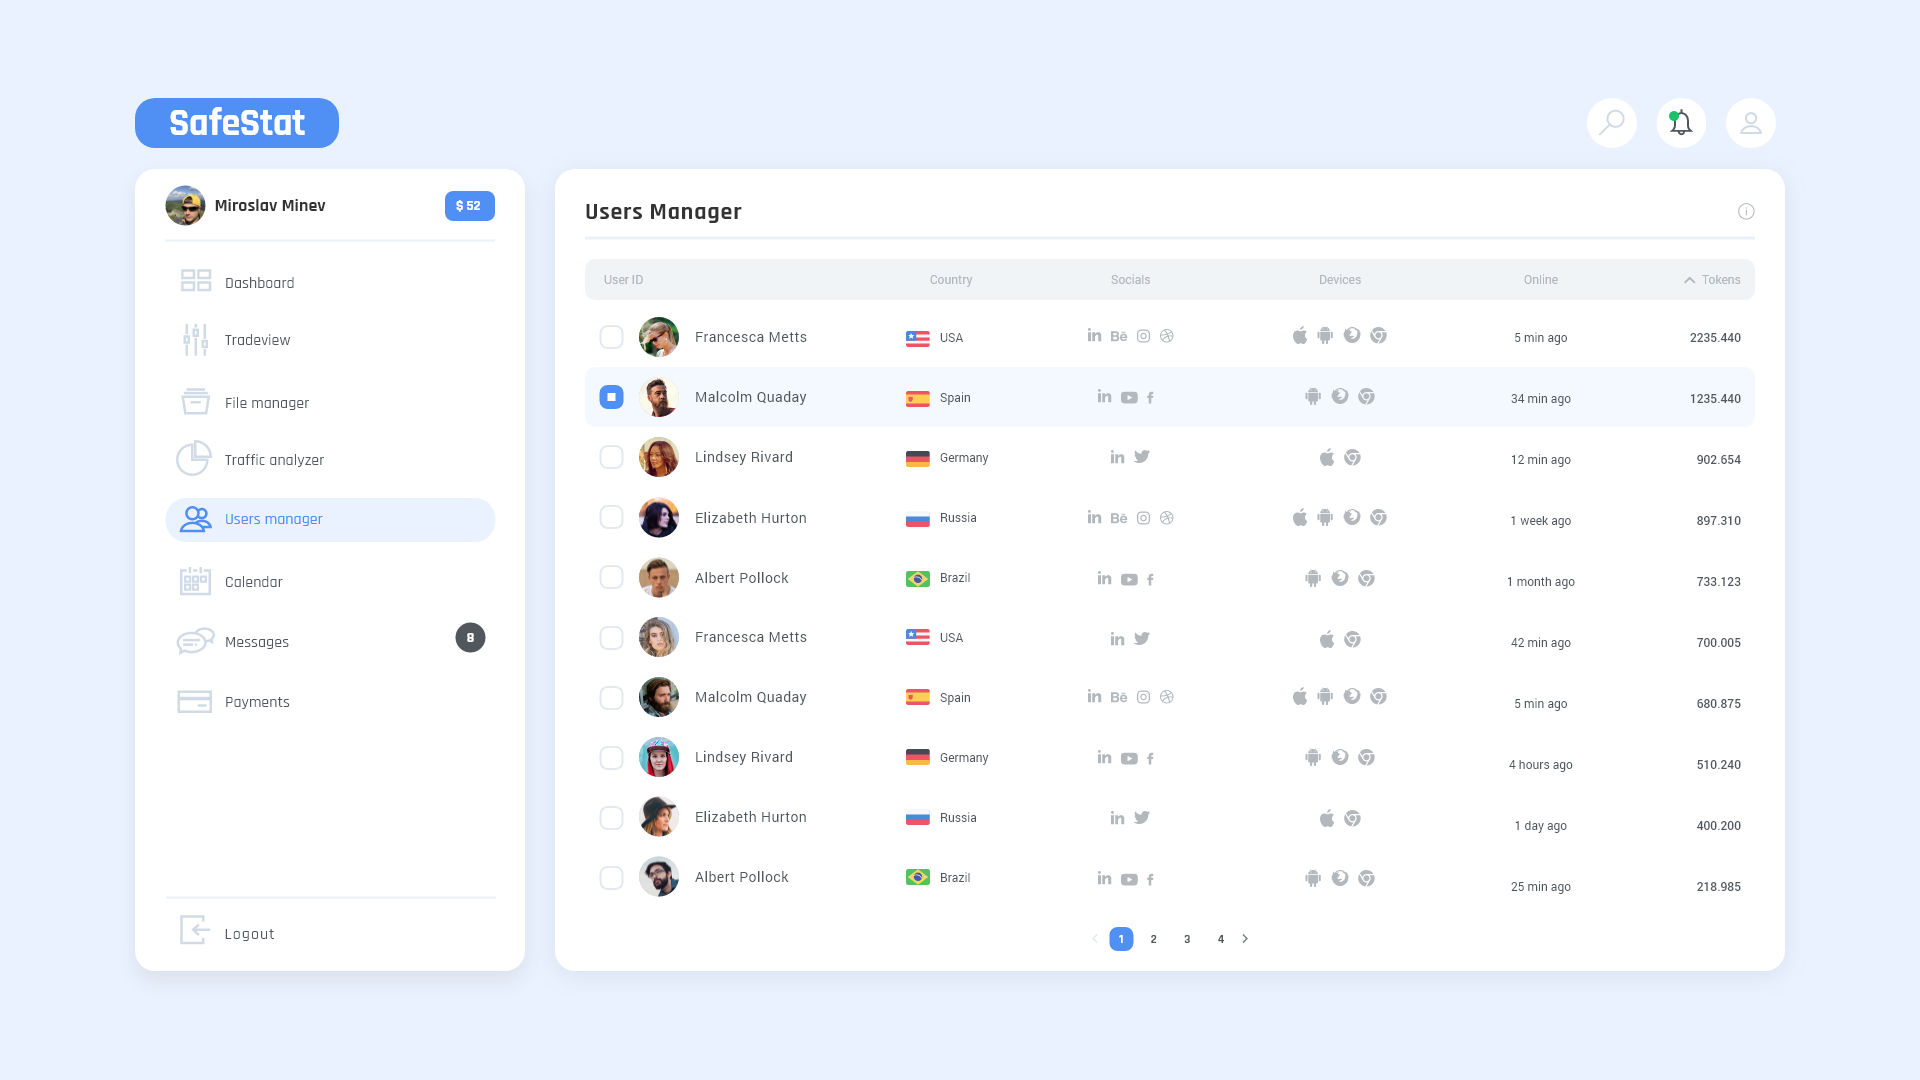 SafeStat
Miroslav Minev
$ 52
Dashboard
Tradeview
File manager
Traffic analyzer
Users manager
Calendar
Messages
8
Payments
Logout
Users Manager
User ID Country Socials Devices Online Tokens
Francesca Metts USA Bē 5 min ago 2235.440
Malcolm Quaday Spain 34 min ago 1235.440
Lindsey Rivard Germany 12 min ago 902.654
Elizabeth Hurton Russia Bē 1 week ago 897.310
Albert Pollock Brazil 1 month ago 733.123
Francesca Metts USA 42 min ago 700.005
Malcolm Quaday Spain Bē 5 min ago 680.875
Lindsey Rivard Germany 4 hours ago 510.240
Elizabeth Hurton Russia 1 day ago 400.200
Albert Pollock Brazil 25 min ago 218.985
1 2 3 4